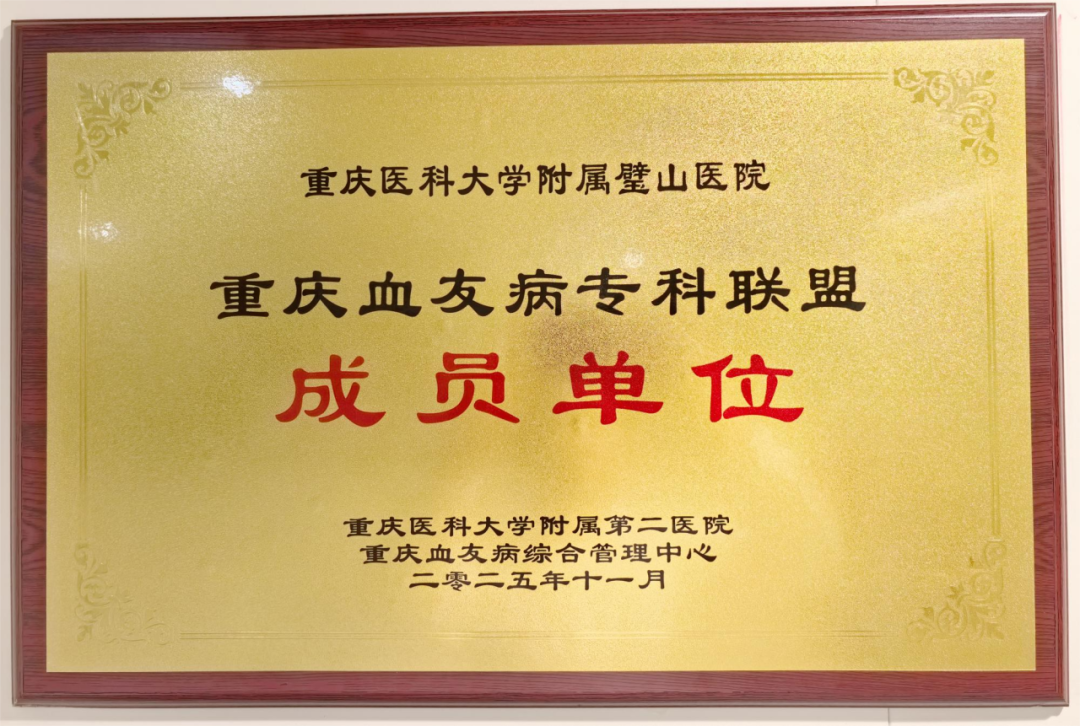 重庆医科大学附属璧山医院
重庆血友病专科联盟
成员单位
重庆医科大学附属第二医院
重庆血友病综合管理中心
二零二五年十一月